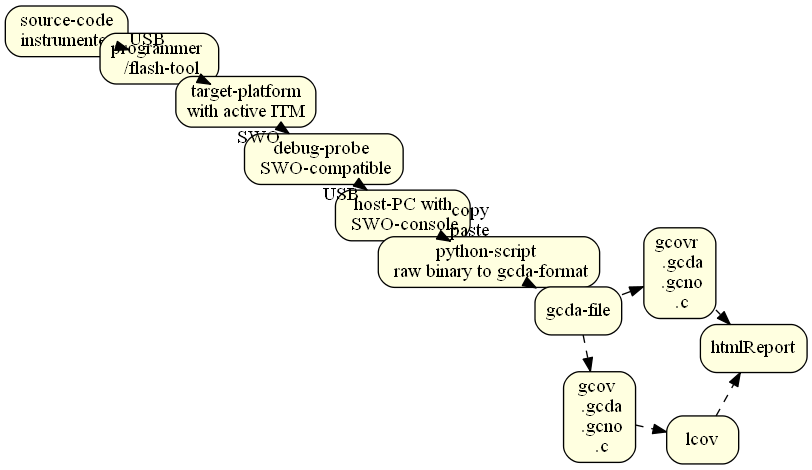 source-code
instrumente
USB
programmer
/flash-tool
target-platform
with active ITM
SWO
debug-probe
SWO-compatible
USB
host-PC with
SWO-console
copy
paste
python-script
raw binary to gcda-format
gcda-file
gcovr
.gcda
.gcno
.c
htmlReport
gcov
.gcda
.gcno
.c
lcov